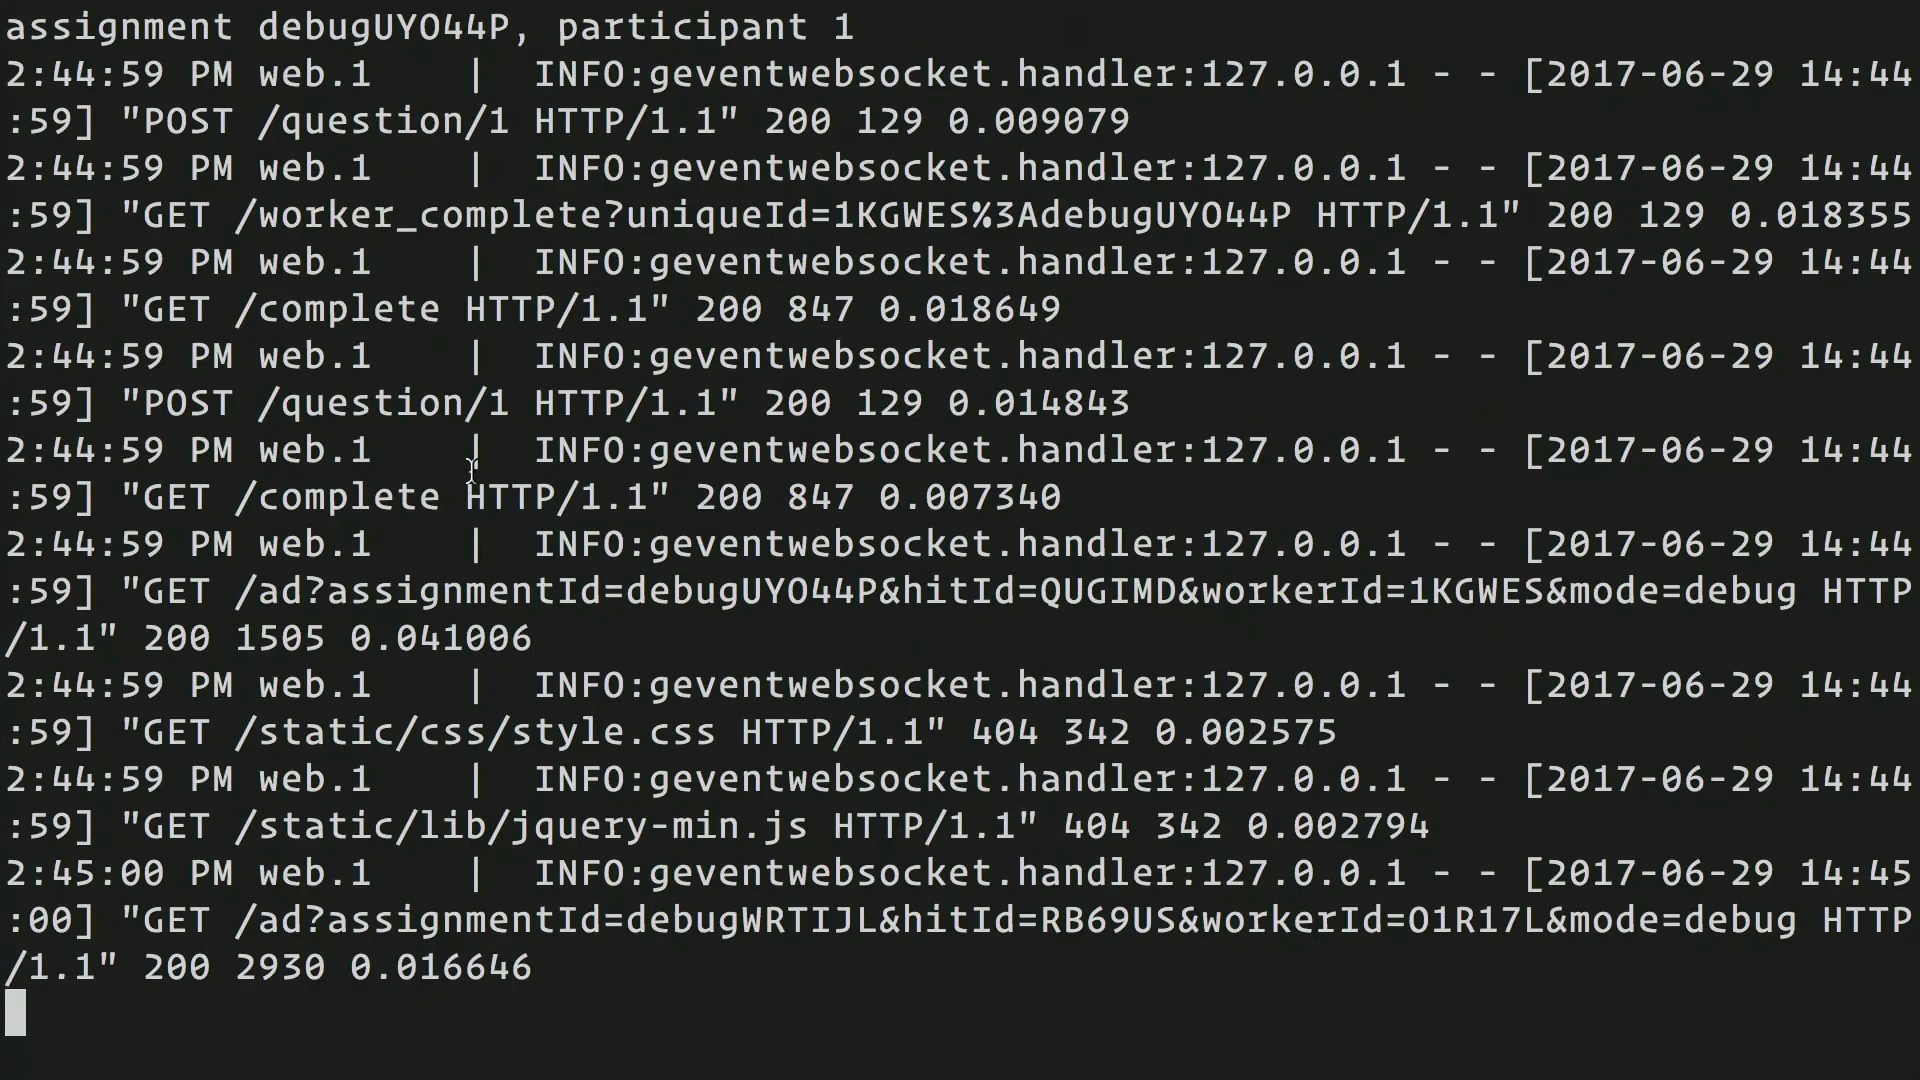 assignment debugUYO44P, participant 1
2:44:59 PM web.1    |  INFO:geventwebsocket.handler:127.0.0.1 - - [2017-06-29 14:44
:59] "POST /question/1 HTTP/1.1" 200 129 0.009079
2:44:59 PM web.1    |  INFO:geventwebsocket.handler:127.0.0.1 - - [2017-06-29 14:44
:59] "GET /worker_complete?uniqueId=1KGWES%3AdebugUYO44P HTTP/1.1" 200 129 0.018355
2:44:59 PM web.1    |  INFO:geventwebsocket.handler:127.0.0.1 - - [2017-06-29 14:44
:59] "GET /complete HTTP/1.1" 200 847 0.018649
2:44:59 PM web.1    |  INFO:geventwebsocket.handler:127.0.0.1 - - [2017-06-29 14:44
:59] "POST /question/1 HTTP/1.1" 200 129 0.014843
2:44:59 PM web.1    |  INFO:geventwebsocket.handler:127.0.0.1 - - [2017-06-29 14:44
:59] "GET /complete HTTP/1.1" 200 847 0.007340
2:44:59 PM web.1    |  INFO:geventwebsocket.handler:127.0.0.1 - - [2017-06-29 14:44
:59] "GET /ad?assignmentId=debugUYO44P&hitId=QUGIMD&workerId=1KGWES&mode=debug HTTP
/1.1" 200 1505 0.041006
2:44:59 PM web.1    |  INFO:geventwebsocket.handler:127.0.0.1 - - [2017-06-29 14:44
:59] "GET /static/css/style.css HTTP/1.1" 404 342 0.002575
2:44:59 PM web.1    |  INFO:geventwebsocket.handler:127.0.0.1 - - [2017-06-29 14:44
:59] "GET /static/lib/jquery-min.js HTTP/1.1" 404 342 0.002794
2:45:00 PM web.1    |  INFO:geventwebsocket.handler:127.0.0.1 - - [2017-06-29 14:45
:00] "GET /ad?assignmentId=debugWRTIJL&hitId=RB69US&workerId=O1R17L&mode=debug HTTP
/1.1" 200 2930 0.016646